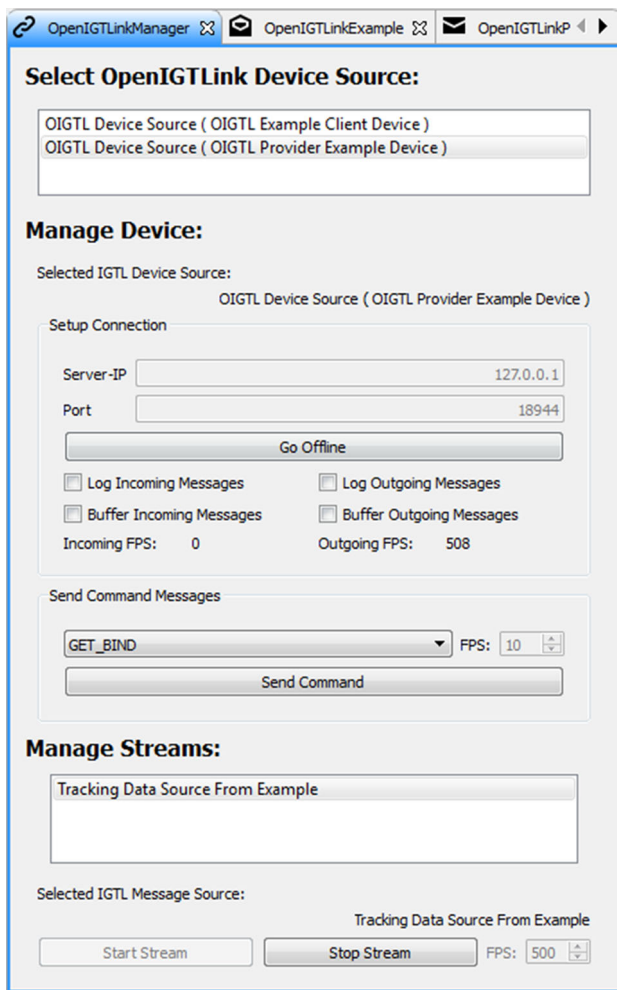 OpenIGTLinkManager OpenIGTLinkExample OpenIGTLinkP
Select OpenIGTLink Device Source:
OIGTL Device Source ( OIGTL Example Client Device )
OIGTL Device Source ( OIGTL Provider Example Device )
Manage Device:
Selected IGTL Device Source:
OIGTL Device Source ( OIGTL Provider Example Device )
Setup Connection
Server-IP 127.0.0.1
Port 18944
Go Offline
Log Incoming Messages Log Outgoing Messages
Buffer Incoming Messages Buffer Outgoing Messages
Incoming FPS: 0 Outgoing FPS: 508
Send Command Messages
GET_BIND FPS: 10
Send Command
Manage Streams:
Tracking Data Source From Example
Selected IGTL Message Source:
Tracking Data Source From Example
Start Stream Stop Stream FPS: 500